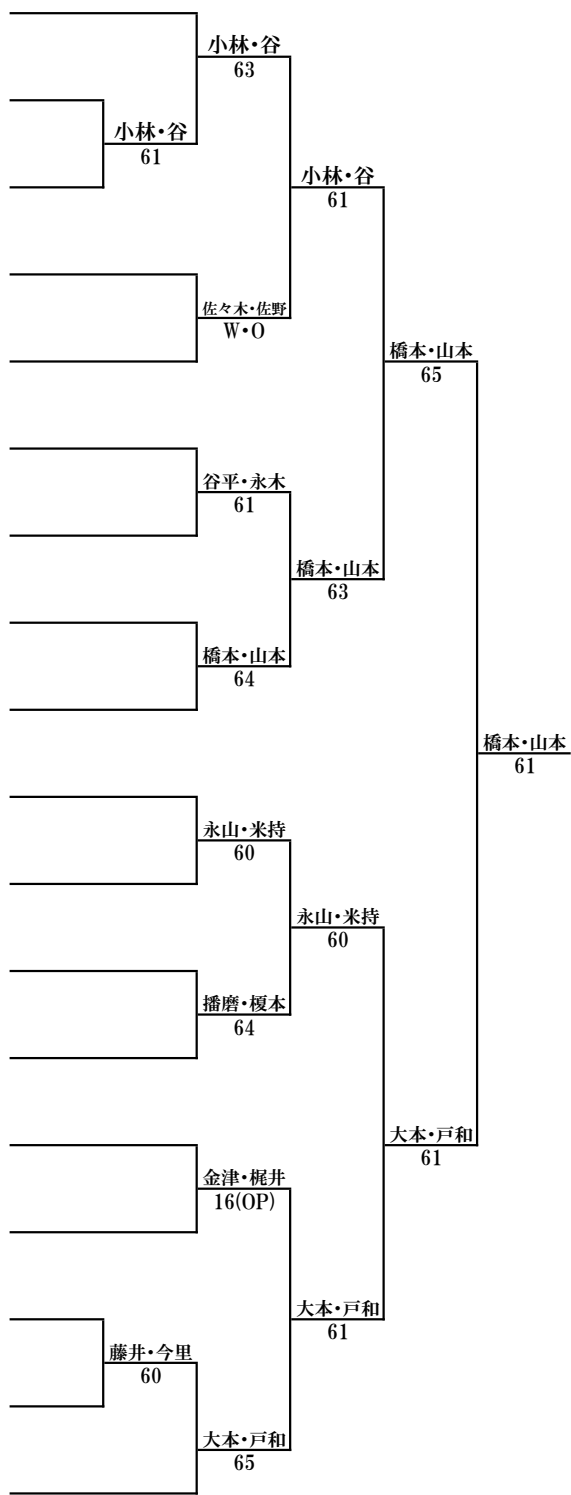 小林・谷
63
小林・谷
61
小林・谷
61
佐々木・佐野
W・O
橋本・山本
65
谷平・永木
61
橋本・山本
63
橋本・山本
64
橋本・山本
61
永山・米持
60
永山・米持
60
播磨・榎本
64
大本・戸和
61
金津・梶井
16(OP)
大本・戸和
61
藤井・今里
60
大本・戸和
65